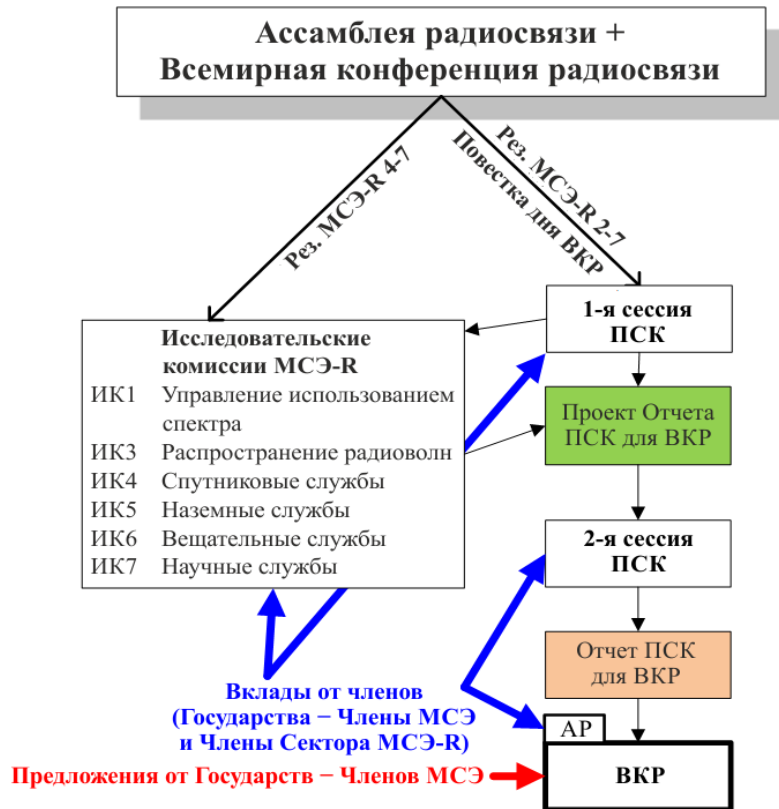 Ассамблея радиосвязи +
Всемирная конференция радиосвязи
Рез. МСЭ-R 4-7
Рез. МСЭ-R 2-7
Повестка дня ВКР
1-я сессия
ПСК
Исследовательские
комиссии МСЭ-R
ИК1 Управление использованием
спектра
ИК3 Распространение радиоволн
ИК4 Спутниковые службы
ИК5 Наземные службы
ИК6 Вещательные службы
ИК7 Научные службы
Проект Отчета
ПСК для ВКР
2-я сессия
ПСК
Отчет ПСК
для ВКР
Вклады от членов
(Государства – Члены МСЭ
и Члены Сектора МСЭ-R)
АР
Предложения от Государств – Членов МСЭ
ВКР